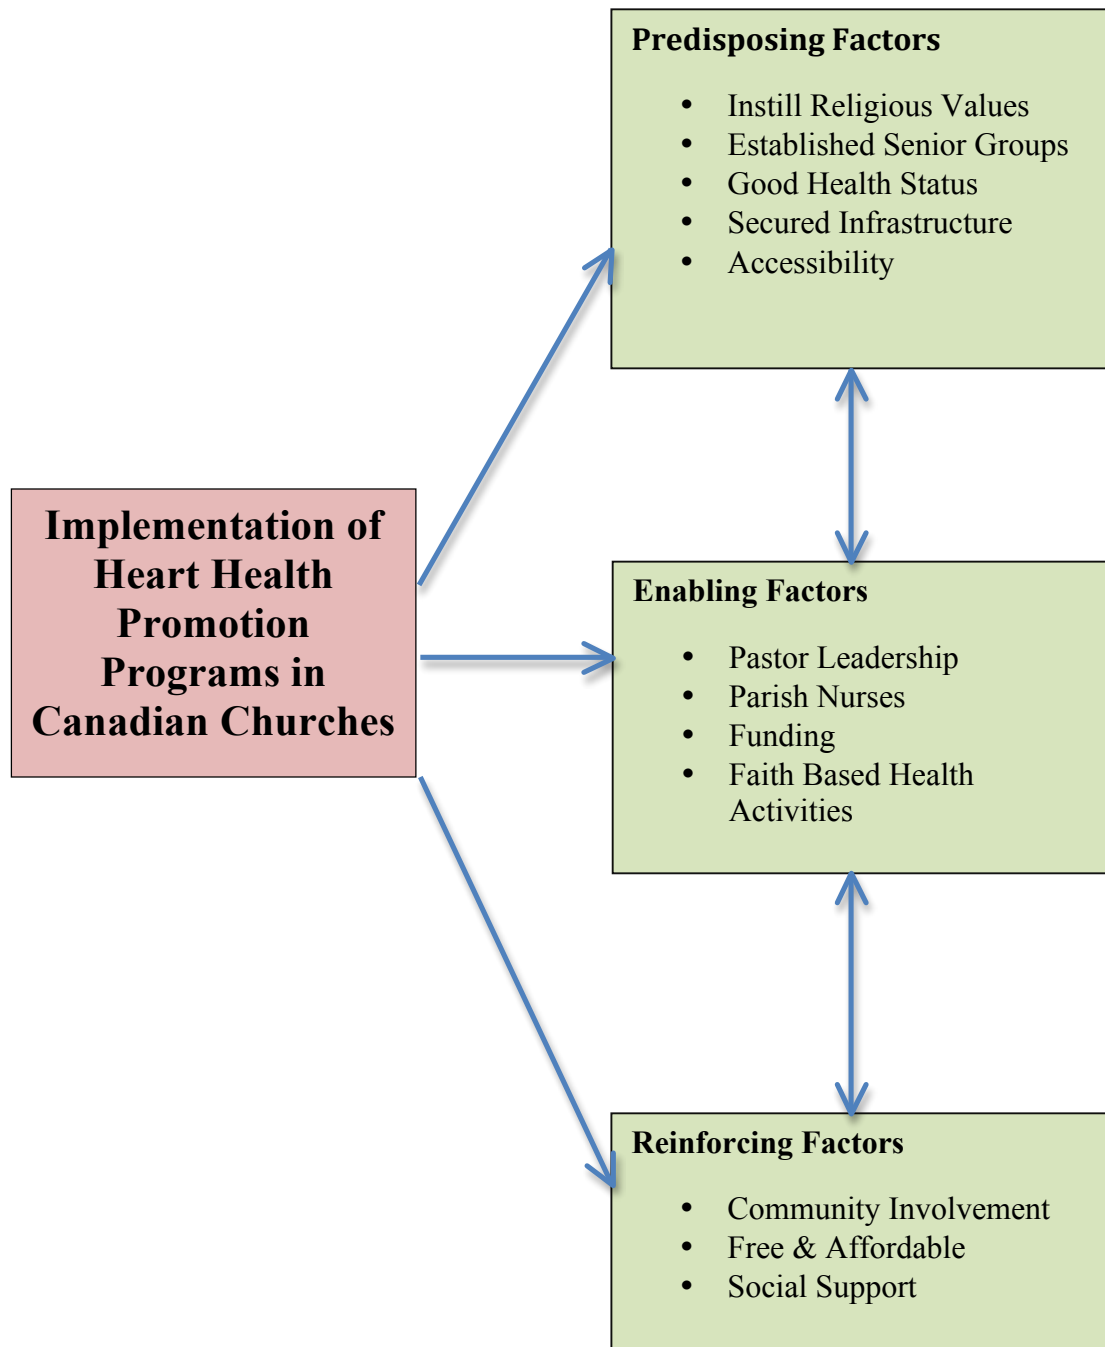 Predisposing Factors
• Instill Religious Values
• Established Senior Groups
• Good Health Status
• Secured Infrastructure
• Accessibility
Implementation of
Heart Health
Promotion
Programs in
Canadian Churches
Enabling Factors
• Pastor Leadership
• Parish Nurses
• Funding
• Faith Based Health
Activities
Reinforcing Factors
• Community Involvement
• Free & Affordable
• Social Support